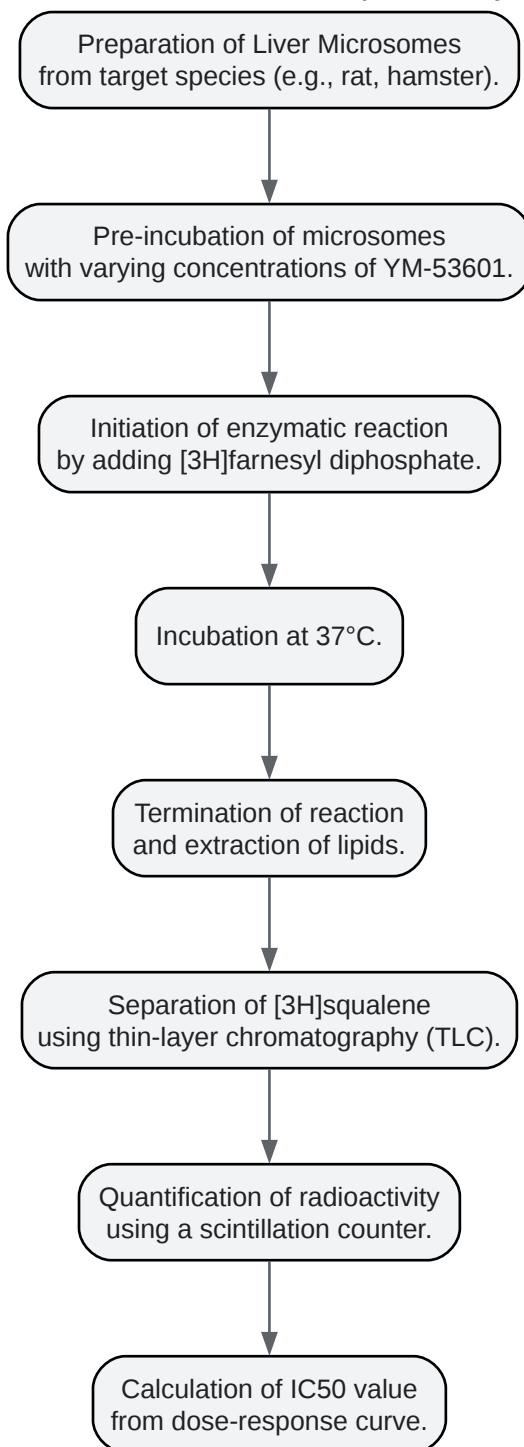 Preparation of Liver Microsomes
from target species (e.g., rat, hamster).
Pre-incubation of microsomes
with varying concentrations of YM-53601.
Initiation of enzymatic reaction
by adding [3H]farnesyl diphosphate.
Incubation at 37°C.
Termination of reaction
and extraction of lipids.
Separation of [3H]squalene
using thin-layer chromatography (TLC).
Quantification of radioactivity
using a scintillation counter.
Calculation of IC50 value
from dose-response curve.